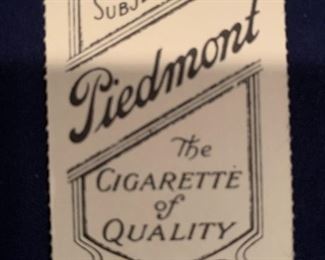 Piedmont
The
CIGARETTE
of
QUALITY